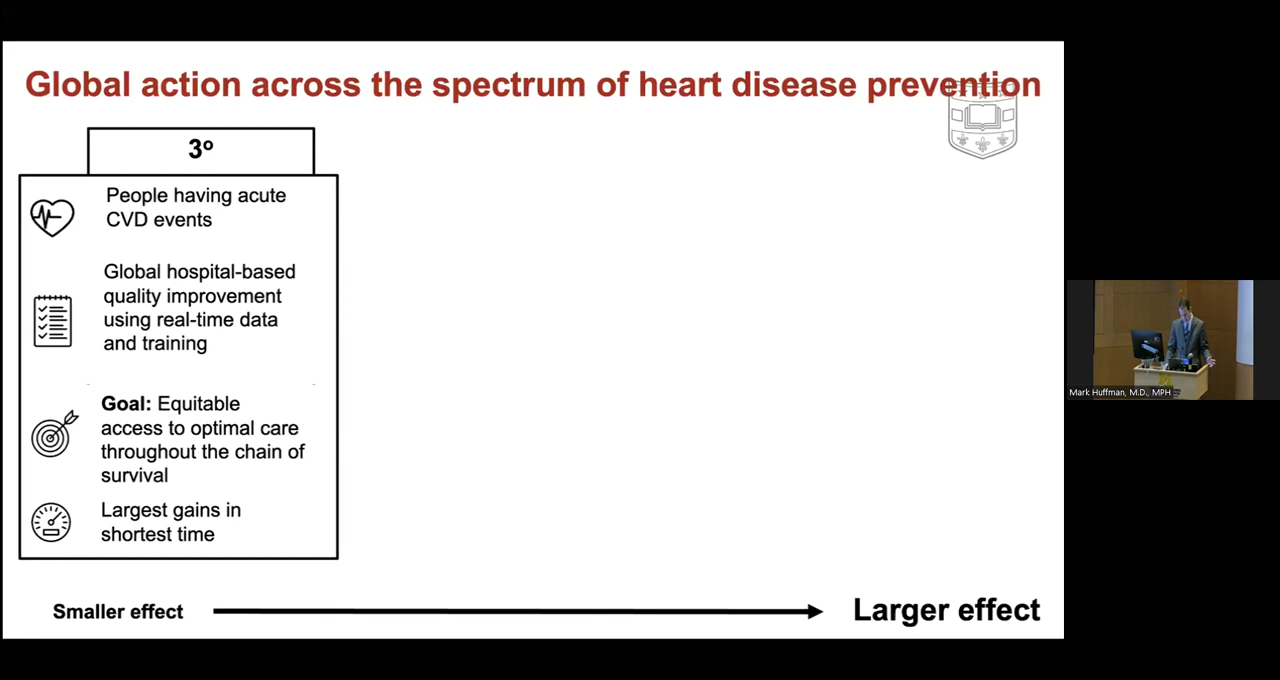 Global action across the spectrum of heart disease prevention
3º
People having acute
CVD events
Global hospital-based
quality improvement
using real-time data
and training
Goal: Equitable
access to optimal care
throughout the chain of
survival
Largest gains in
shortest time
Smaller effect
Larger effect
Mark Huffman, M.D., MPH